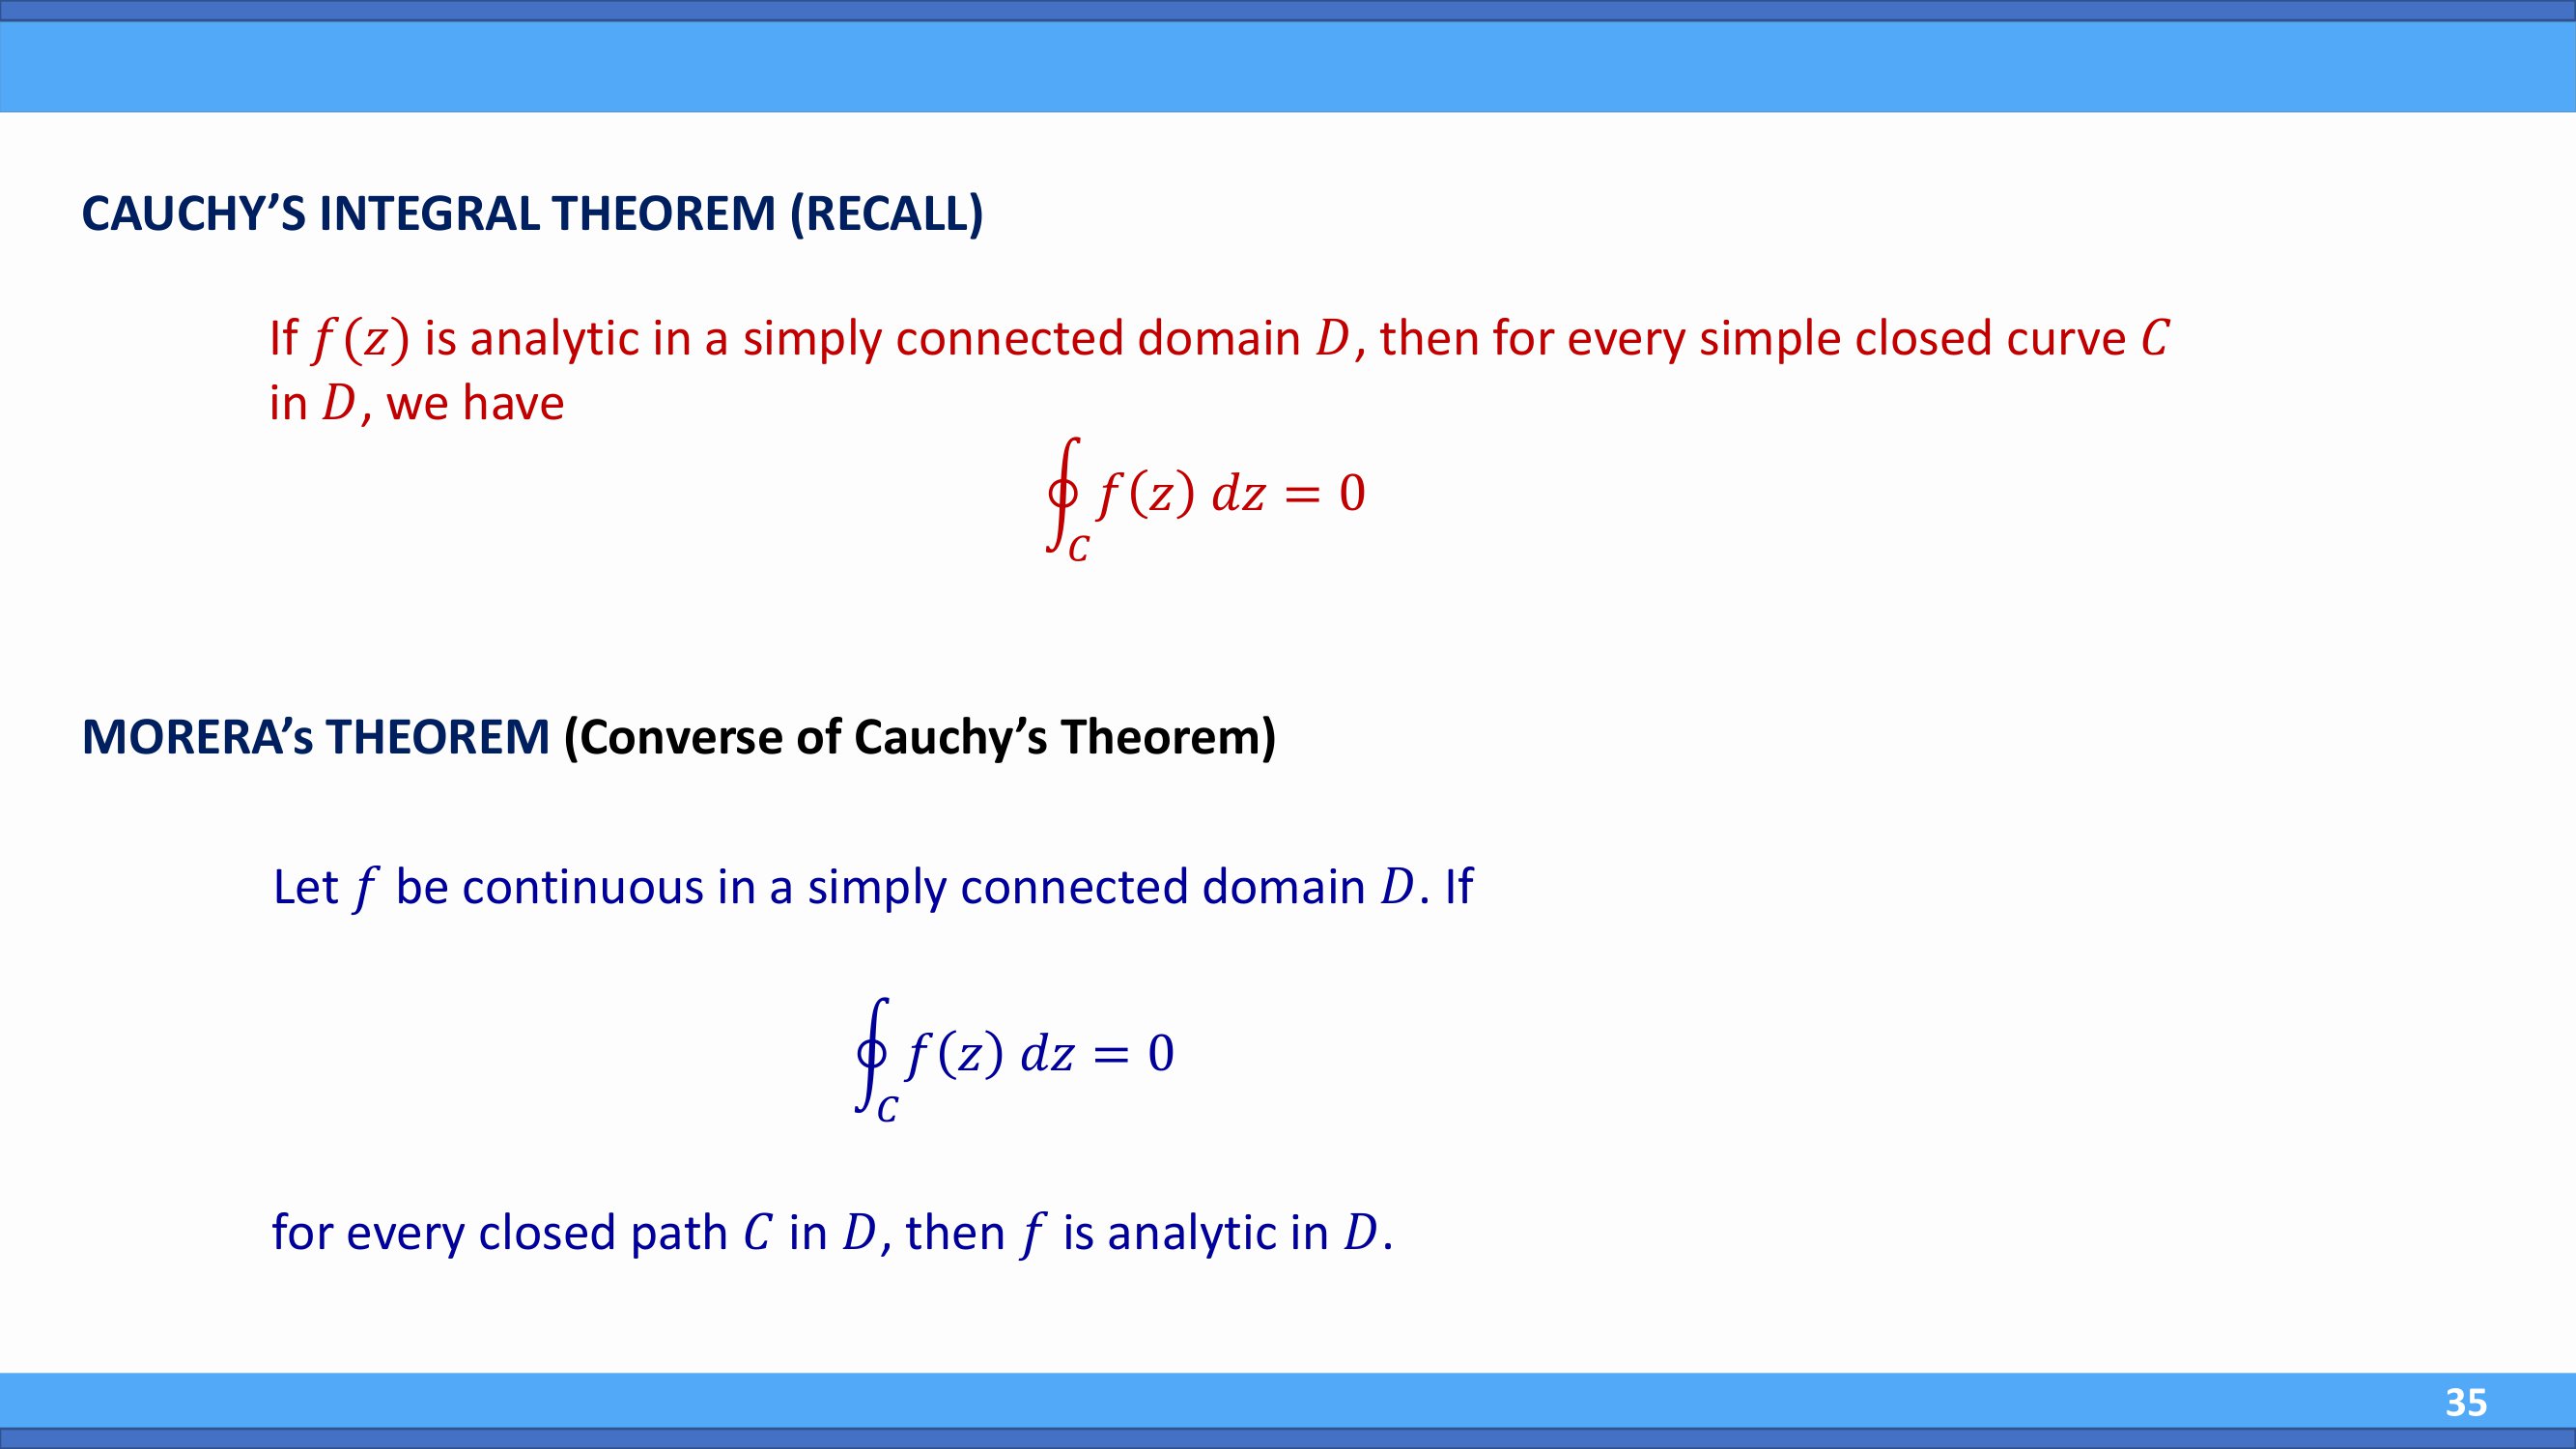 CAUCHY’S INTEGRAL THEOREM (RECALL)
If 𝑓(𝑧) is analytic in a simply connected domain 𝐷, then for every simple closed curve 𝐶
in 𝐷, we have
∮_𝐶 𝑓(𝑧) 𝑑𝑧 = 0
MORERA’s THEOREM (Converse of Cauchy’s Theorem)
Let 𝑓 be continuous in a simply connected domain 𝐷. If
∮_𝐶 𝑓(𝑧) 𝑑𝑧 = 0
for every closed path 𝐶 in 𝐷, then 𝑓 is analytic in 𝐷.
35